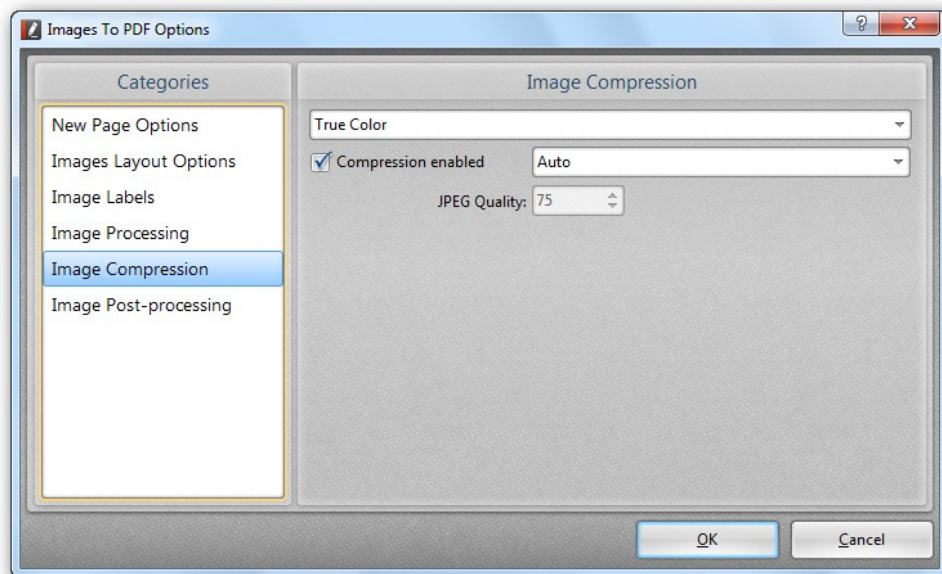 Images To PDF Options
?
Categories
New Page Options
Images Layout Options
Image Labels
Image Processing
Image Compression
Image Post-processing
Image Compression
True Color
Compression enabled
Auto
JPEG Quality: 75
OK
Cancel